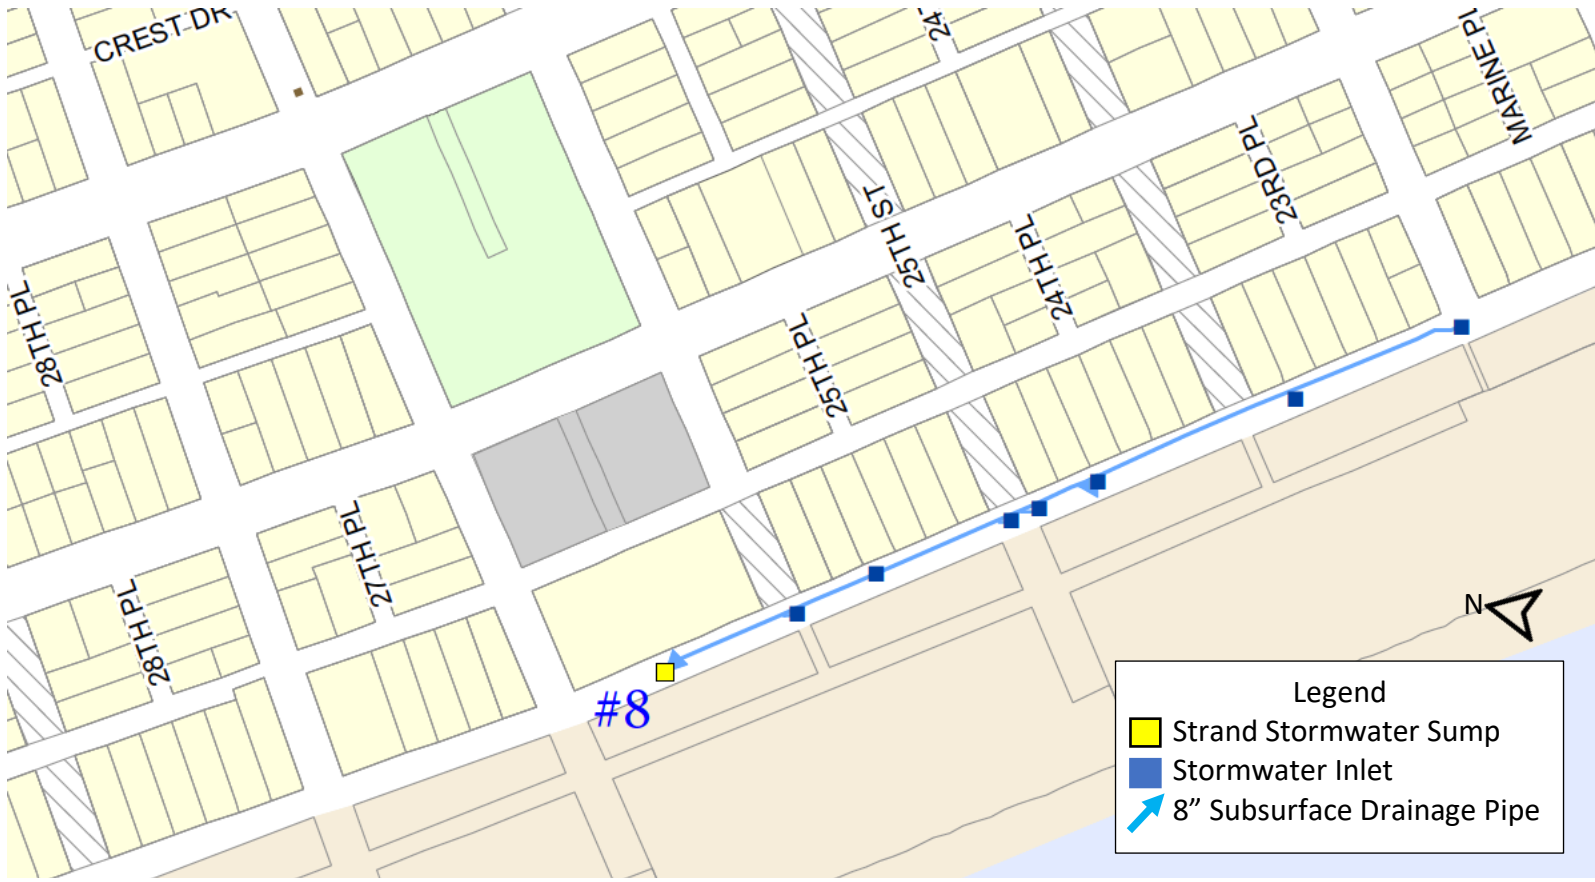 CREST DR
24T
MARINE PL
23RD PL
25TH ST
24TH PL
28TH PL
25TH PL
27TH PL
28TH PL
#8
N
Legend
Strand Stormwater Sump
Stormwater Inlet
8” Subsurface Drainage Pipe